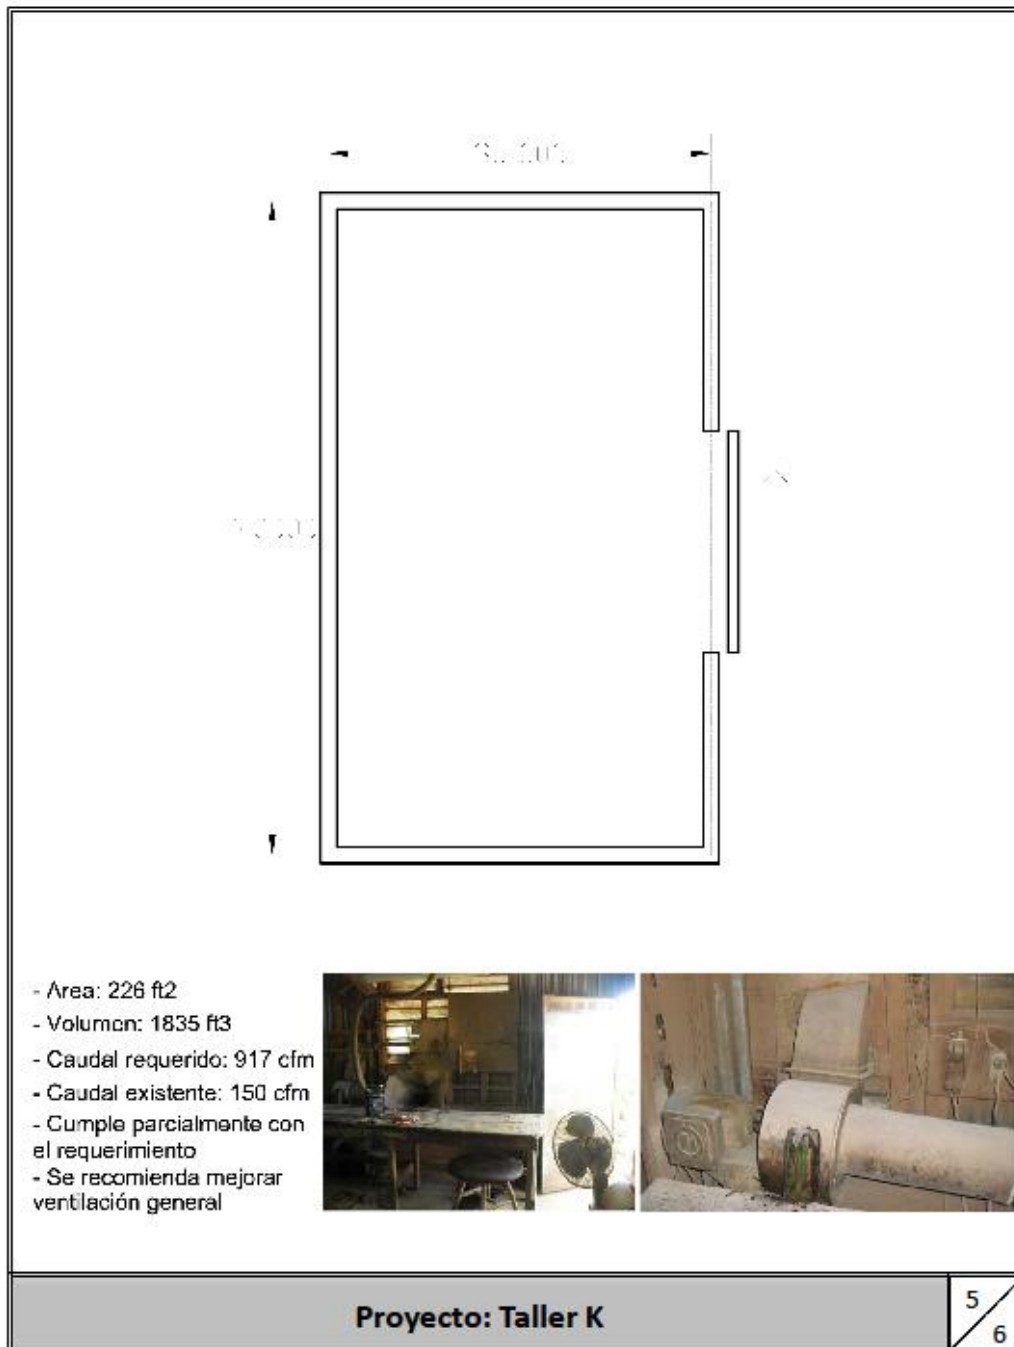 - Area: 226 ft2
- Volumen: 1835 ft3
- Caudal requerido: 917 cfm
- Caudal existente: 150 cfm
- Cumple parcialmente con
el requerimiento
- Se recomienda mejorar
ventilación general
Proyecto: Taller K
5
6